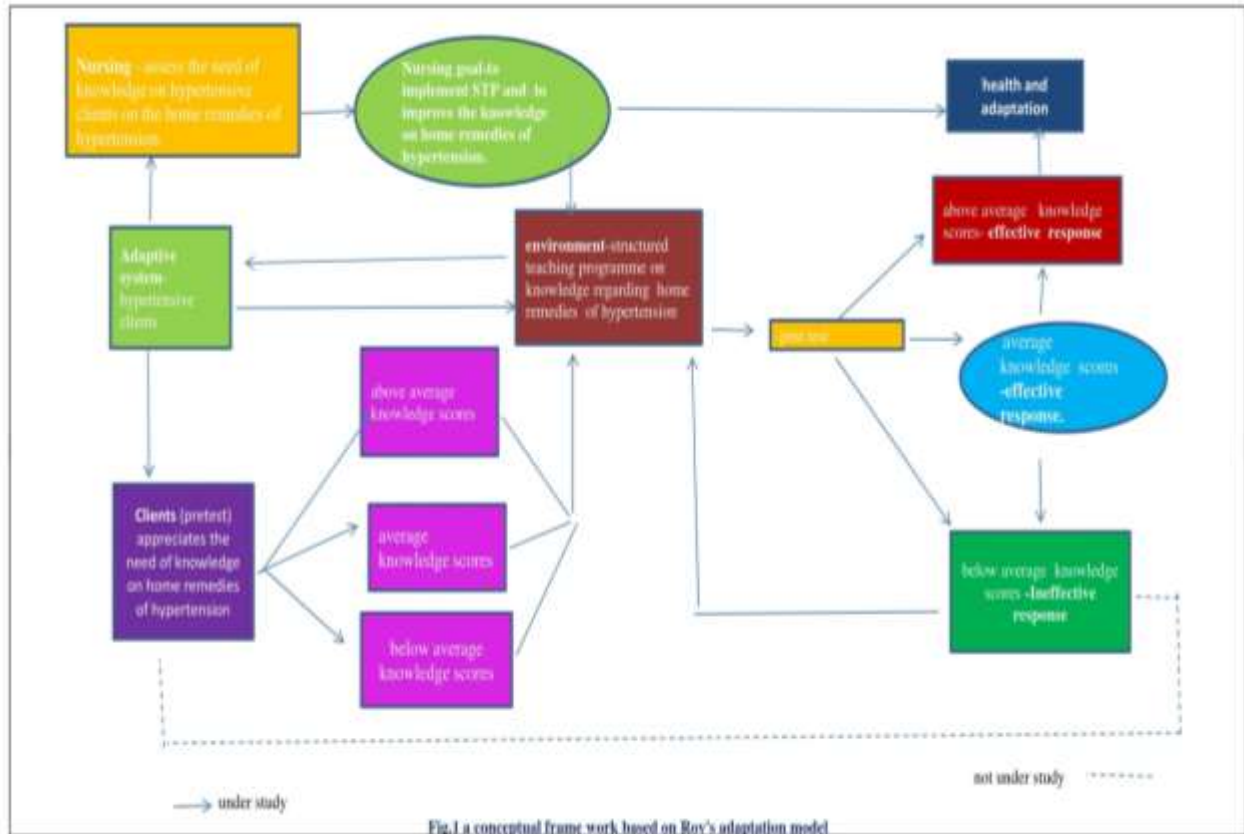 Nursing - assess the need of
knowledge on hypertensive
clients on the home remedies of
hypertension.
Nursing goal-to
implement STP and to
improve the knowledge
on home remedies of
hypertension.
health and
adaptation
Adaptive
system-
hypertensive
clients
environment-structured
teaching programme on
knowledge regarding home
remedies of hypertension
above average knowledge
scores- effective response
post test
average
knowledge scores
-effective
response.
above average
knowledge scores
Clients (pretest)
appreciates the
need of knowledge
on home remedies
of hypertension
average
knowledge scores
below average
knowledge scores
below average knowledge
scores -Ineffective
response
not under study
under study
Fig.1 a conceptual frame work based on Roy's adaptation model